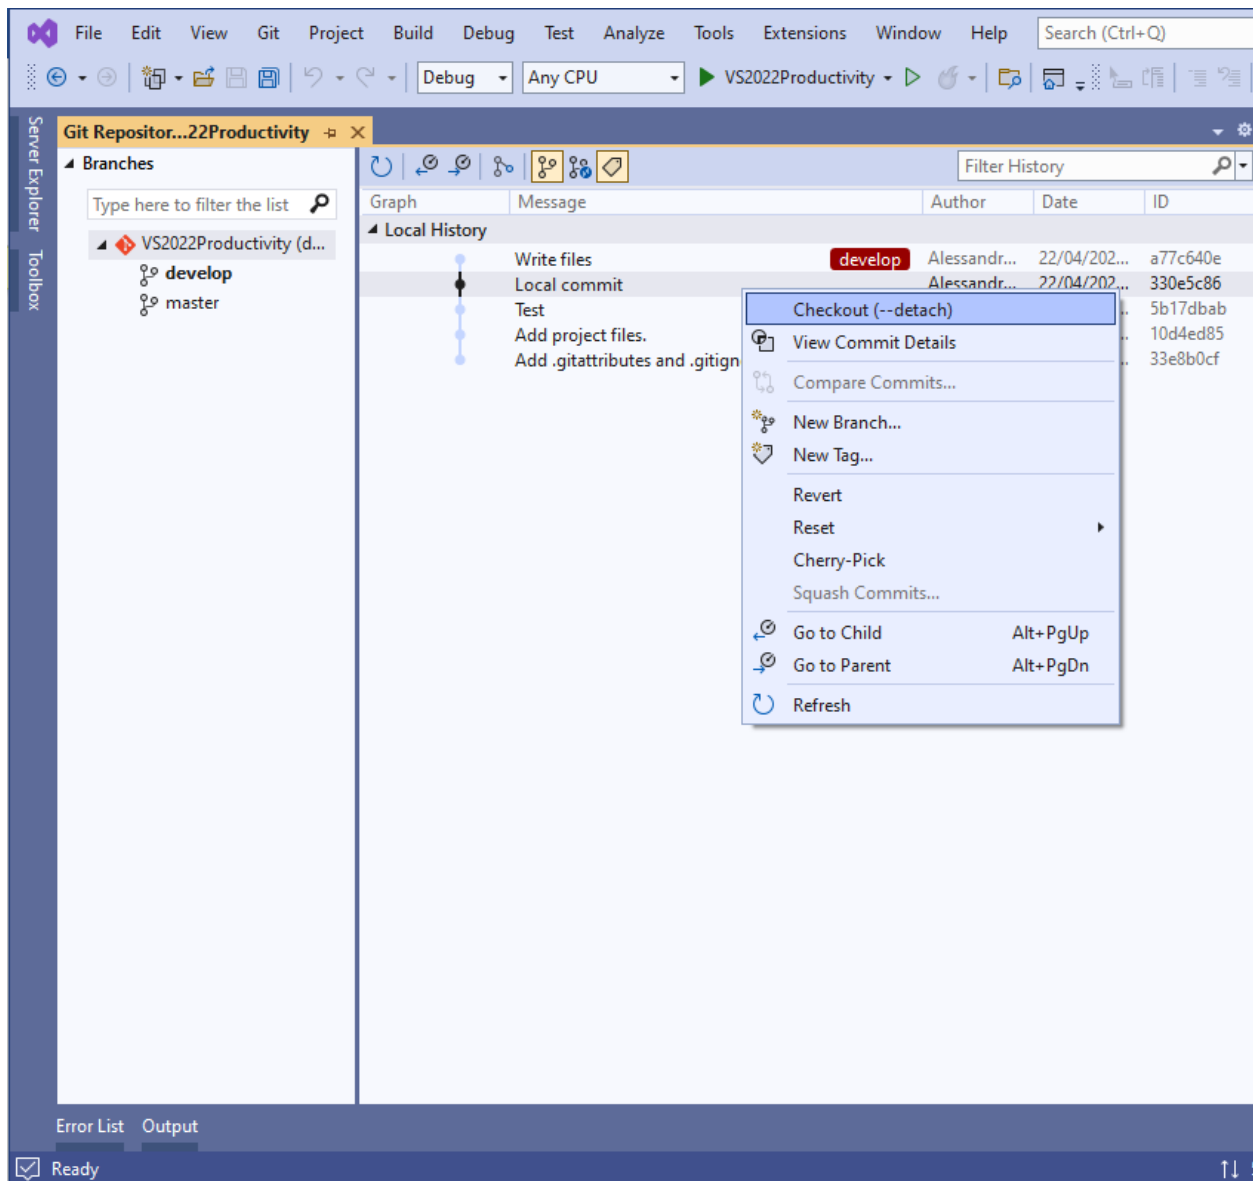 File Edit View Git Project Build Debug Test Analyze Tools Extensions Window Help Search (Ctrl+Q)
Debug Any CPU VS2022Productivity
Server Explorer
Toolbox
Git Repositor...22Productivity
Branches
Type here to filter the list
VS2022Productivity (d...
develop
master
Filter History
Graph Message Author Date ID
Local History
Write files develop Alessandr... 22/04/202... a77c640e
Local commit Alessandr... 22/04/202... 330e5c86
Test 5b17dbab
Add project files. 10d4ed85
Add .gitattributes and .gitign 33e8b0cf
Checkout (--detach)
View Commit Details
Compare Commits...
New Branch...
New Tag...
Revert
Reset
Cherry-Pick
Squash Commits...
Go to Child Alt+PgUp
Go to Parent Alt+PgDn
Refresh
Error List Output
Ready